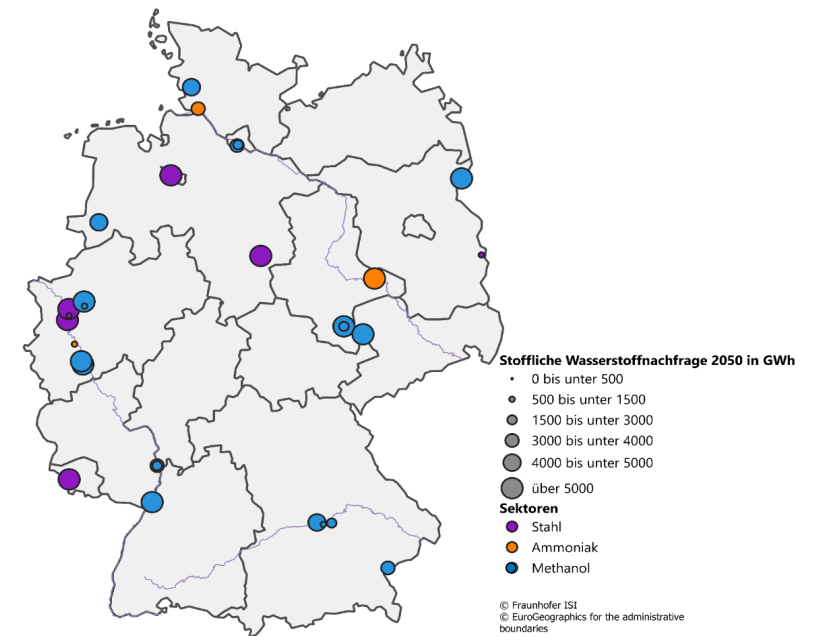 Stoffliche Wasserstoffnachfrage 2050 in GWh
0 bis unter 500
500 bis unter 1500
1500 bis unter 3000
3000 bis unter 4000
4000 bis unter 5000
über 5000
Sektoren
Stahl
Ammoniak
Methanol
© Fraunhofer ISI
© EuroGeographics for the administrative
boundaries